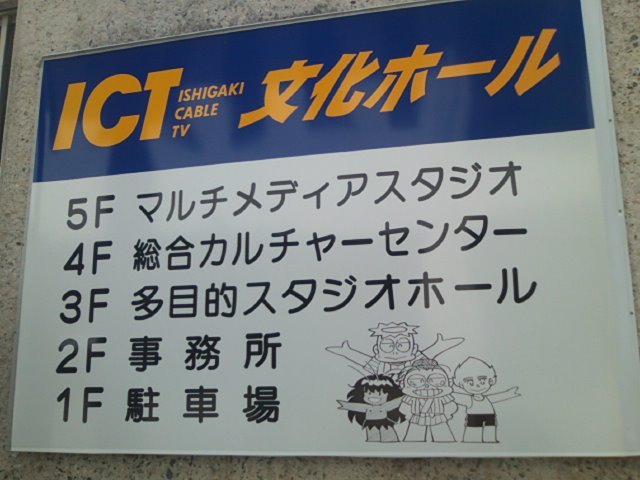 ICT ISHIGAKI CABLE TV 文化ホール
5F マルチメディアスタジオ
4F 総合カルチャーセンター
3F 多目的スタジオホール
2F 事務所
1F 駐車場